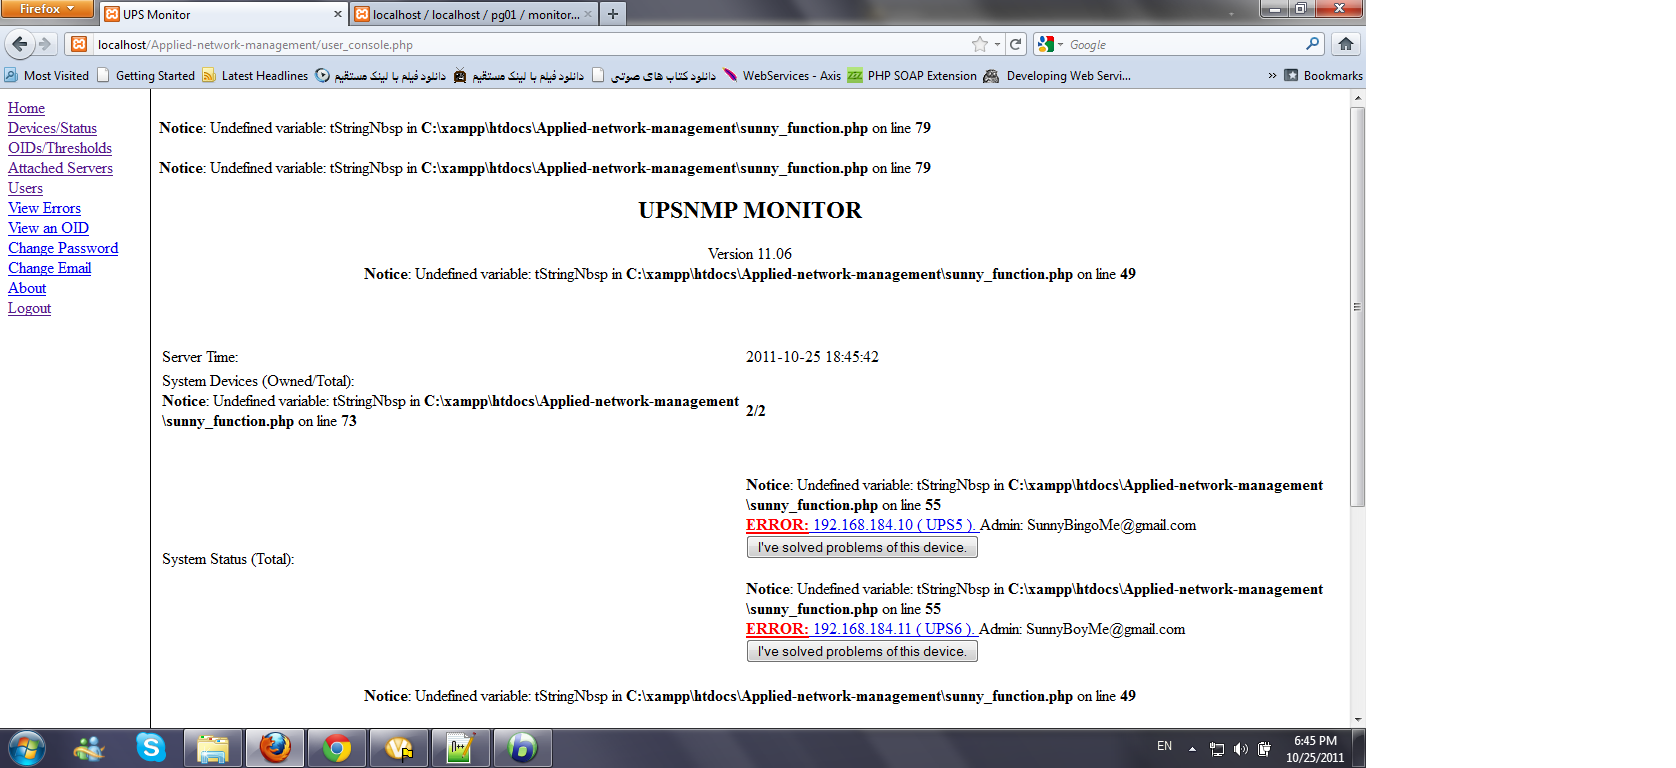 Firefox
UPS Monitor
localhost / localhost / pg01 / monitor...
localhost/Applied-network-management/user_console.php
Google
Most Visited
Getting Started
Latest Headlines
دانلود فیلم با لینک مستقیم
دانلود فیلم با لینک مستقیم
دانلود کتاب های صوتی
WebServices - Axis
PHP SOAP Extension
Developing Web Servi...
»
Bookmarks
Home
Devices/Status
OIDs/Thresholds
Attached Servers
Users
View Errors
View an OID
Change Password
Change Email
About
Logout
Notice: Undefined variable: tStringNbsp in C:\xampp\htdocs\Applied-network-management\sunny_function.php on line 79
Notice: Undefined variable: tStringNbsp in C:\xampp\htdocs\Applied-network-management\sunny_function.php on line 79
UPSNMP MONITOR
Version 11.06
Notice: Undefined variable: tStringNbsp in C:\xampp\htdocs\Applied-network-management\sunny_function.php on line 49
Server Time:
2011-10-25 18:45:42
System Devices (Owned/Total):
Notice: Undefined variable: tStringNbsp in C:\xampp\htdocs\Applied-network-management
\sunny_function.php on line 73
2/2
System Status (Total):
Notice: Undefined variable: tStringNbsp in C:\xampp\htdocs\Applied-network-management
\sunny_function.php on line 55
ERROR: 192.168.184.10 ( UPS5 ). Admin: SunnyBingoMe@gmail.com
I've solved problems of this device.
Notice: Undefined variable: tStringNbsp in C:\xampp\htdocs\Applied-network-management
\sunny_function.php on line 55
ERROR: 192.168.184.11 ( UPS6 ). Admin: SunnyBoyMe@gmail.com
I've solved problems of this device.
Notice: Undefined variable: tStringNbsp in C:\xampp\htdocs\Applied-network-management\sunny_function.php on line 49
EN
6:45 PM
10/25/2011